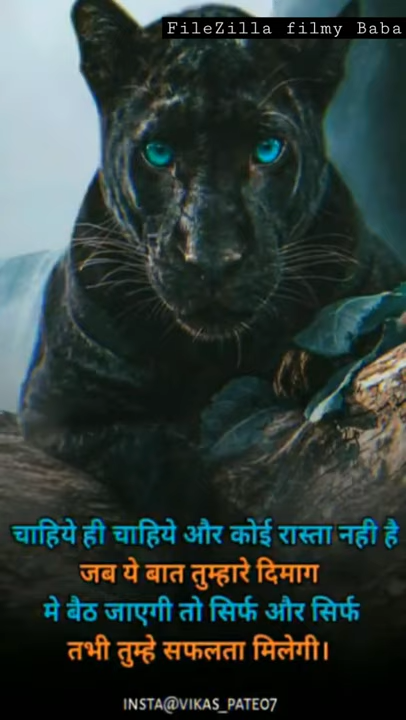 FileZilla filmy Baba
चाहिये ही चाहिये और कोई रास्ता नही है
जब ये बात तुम्हारे दिमाग
मे बैठ जाएगी तो सिर्फ और सिर्फ
तभी तुम्हे सफलता मिलेगी।
INSTA@VIKAS_PATE07